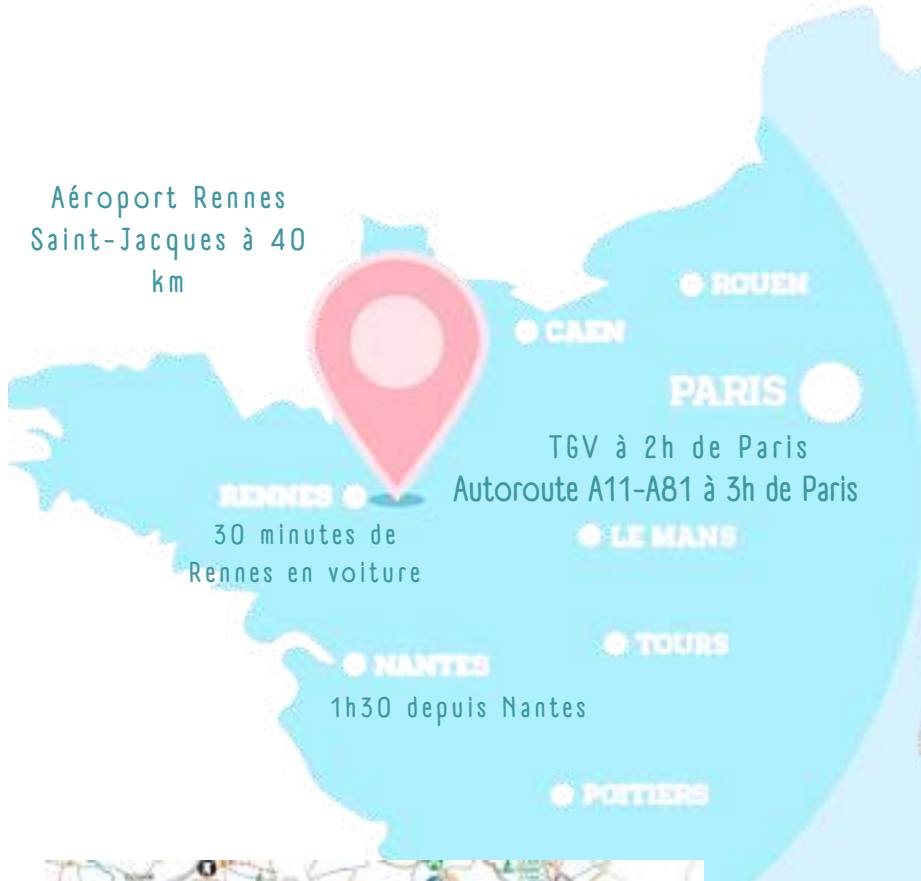 Aéroport Rennes
Saint-Jacques à 40
km
ROUEN
CAEN
PARIS
TGV à 2h de Paris
Autoroute A11-A81 à 3h de Paris
RENNES
30 minutes de
Rennes en voiture
LE MANS
TOURS
NANTES
1h30 depuis Nantes
POITIERS